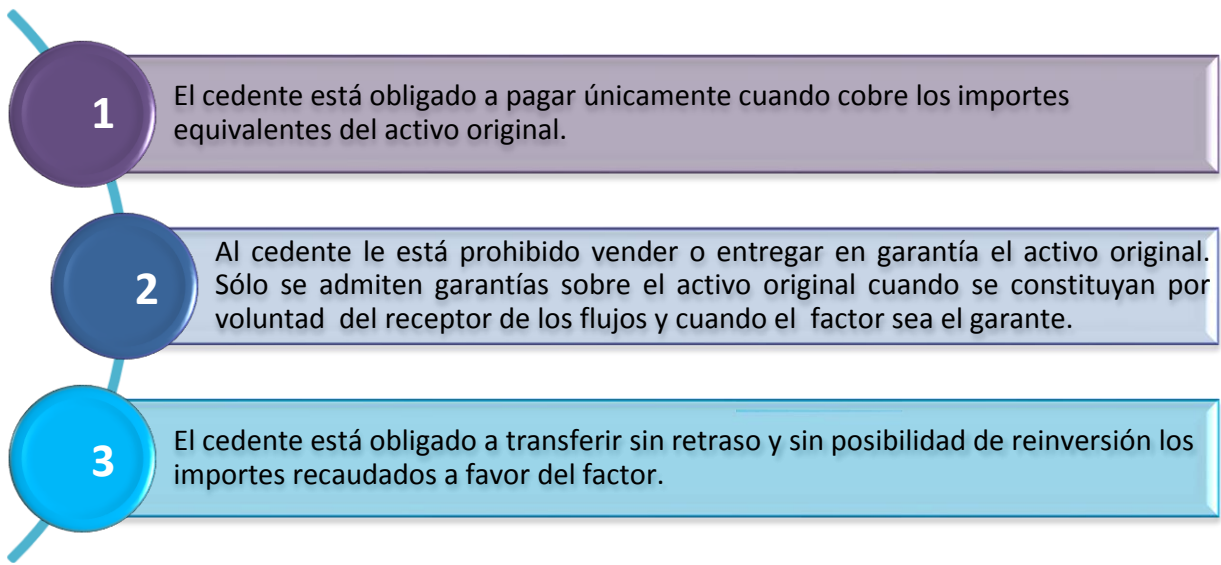 1
El cedente está obligado a pagar únicamente cuando cobre los importes
equivalentes del activo original.
2
Al cedente le está prohibido vender o entregar en garantía el activo original.
Sólo se admiten garantías sobre el activo original cuando se constituyan por
voluntad del receptor de los flujos y cuando el factor sea el garante.
3
El cedente está obligado a transferir sin retraso y sin posibilidad de reinversión los
importes recaudados a favor del factor.